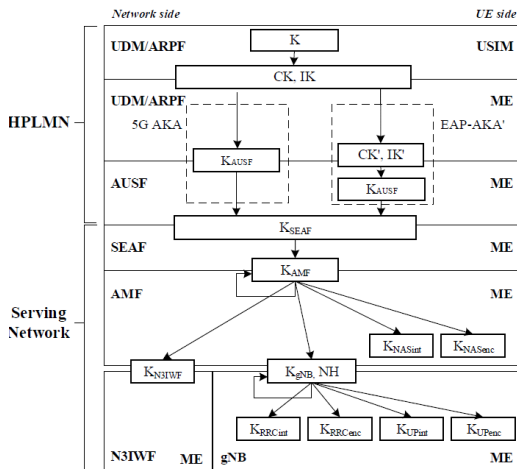 Network side
UE side
UDM/ARPF
K
USIM
CK, IK
UDM/ARPF
ME
HPLMN
5G AKA
EAP-AKA'
KAUSF
CK', IK'
AUSF
KAUSF
ME
KSEAF
SEAF
ME
KAMF
AMF
ME
Serving
Network
KNASint
KNASenc
KN3IWF
KgNB, NH
KRRCint
KRRCenc
KUPint
KUPenc
N3IWF
ME
gNB
ME